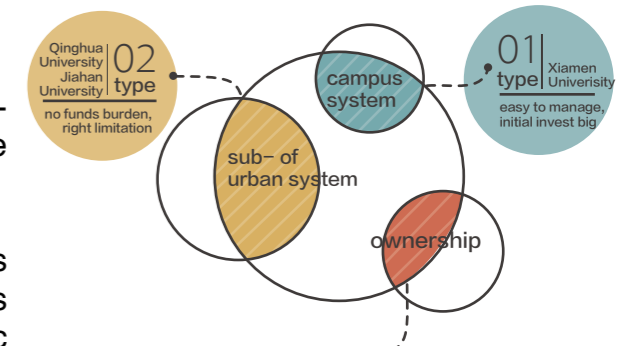 Qinghua
University
Jiahan
University
02
type
no funds burden,
right limitation
campus
system
01
type
Xiamen
Univerisity
easy to manage,
initial invest big
sub- of
urban system
ownership
-
e
s
s
c